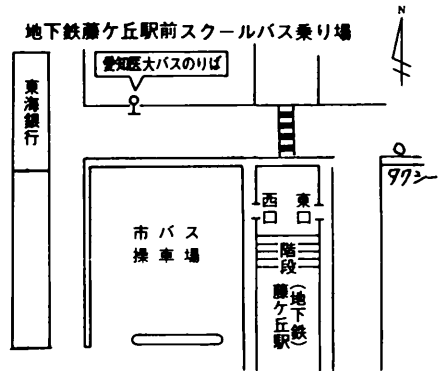 地下鉄藤ケ丘駅前スクールバス乗り場
N
愛知医大バスのりば
東海銀行
タクシー
西口
東口
市バス
操車場
階段
(地下鉄)
藤ケ丘駅